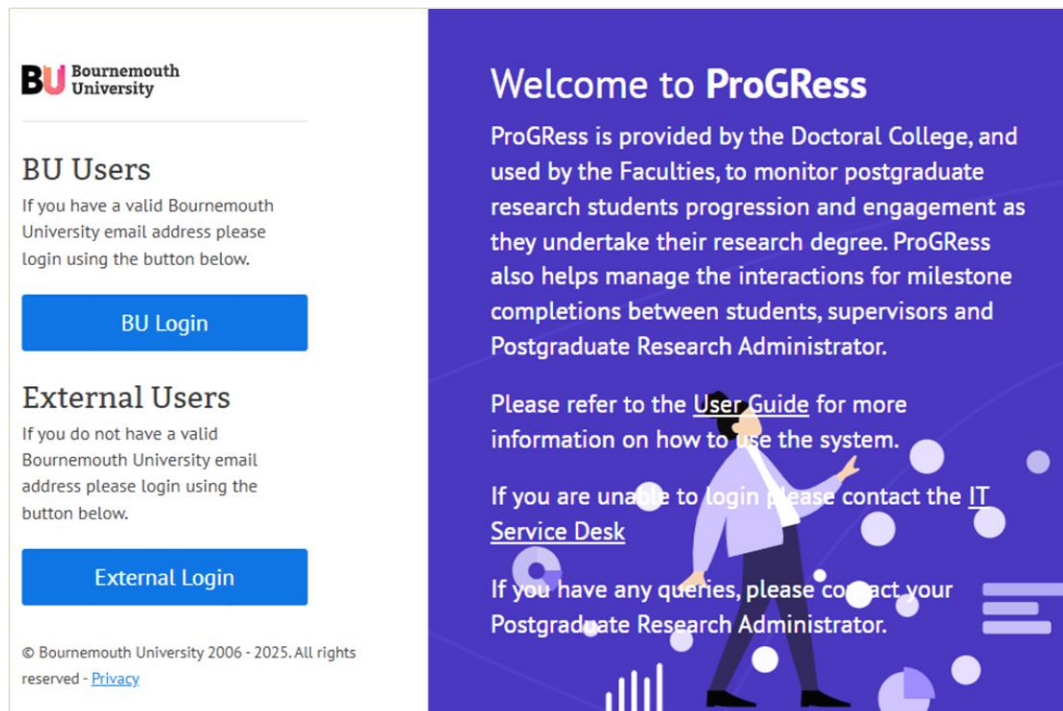 BU Bournemouth
University
BU Users
If you have a valid Bournemouth
University email address please
login using the button below.
BU Login
External Users
If you do not have a valid
Bournemouth University email
address please login using the
button below.
External Login
© Bournemouth University 2006 - 2025. All rights
reserved - Privacy
Welcome to ProGRess
ProGRess is provided by the Doctoral College, and
used by the Faculties, to monitor postgraduate
research students progression and engagement as
they undertake their research degree. ProGRess
also helps manage the interactions for milestone
completions between students, supervisors and
Postgraduate Research Administrator.
Please refer to the User Guide for more
information on how to use the system.
If you are unable to login please contact the IT
Service Desk
If you have any queries, please contact your
Postgraduate Research Administrator.